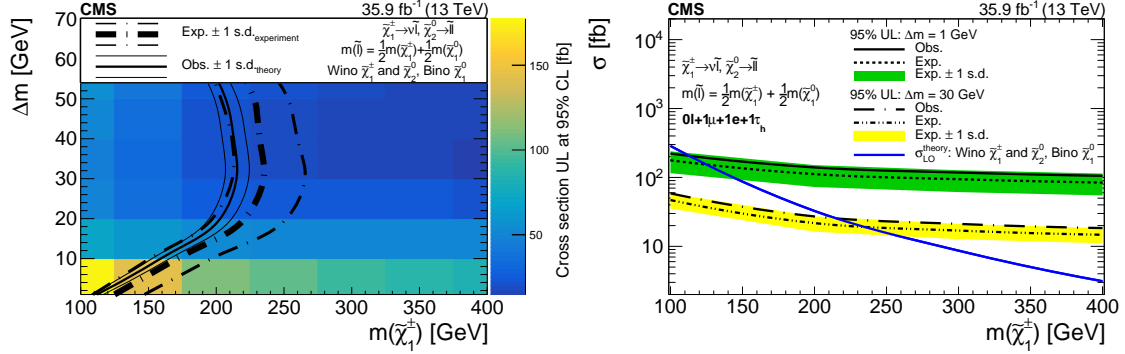 CMS 35.9 fb⁻¹ (13 TeV)
Exp. ± 1 s.d.experiment
Obs. ± 1 s.d.theory
χ̃₁±→νl̃, χ̃₂⁰→l̃l
m(l̃) = ½m(χ̃₁±)+½m(χ̃₁⁰)
Wino χ̃₁± and χ̃₂⁰, Bino χ̃₁⁰
Δm [GeV]
70
60
50
40
30
20
10
100 150 200 250 300 350 400
m(χ̃₁±) [GeV]
150
100
50
Cross section UL at 95% CL [fb]
CMS 35.9 fb⁻¹ (13 TeV)
σ [fb]
10⁴
10³
10²
10
χ̃₁±→νl̃, χ̃₂⁰→l̃l
m(l̃) = ½m(χ̃₁±) + ½m(χ̃₁⁰)
0l+1μ+1e+1τh
95% UL: Δm = 1 GeV
Obs.
Exp.
Exp. ± 1 s.d.
95% UL: Δm = 30 GeV
Obs.
Exp.
Exp. ± 1 s.d.
σLO^theory: Wino χ̃₁± and χ̃₂⁰, Bino χ̃₁⁰
100 150 200 250 300 350 400
m(χ̃₁±) [GeV]